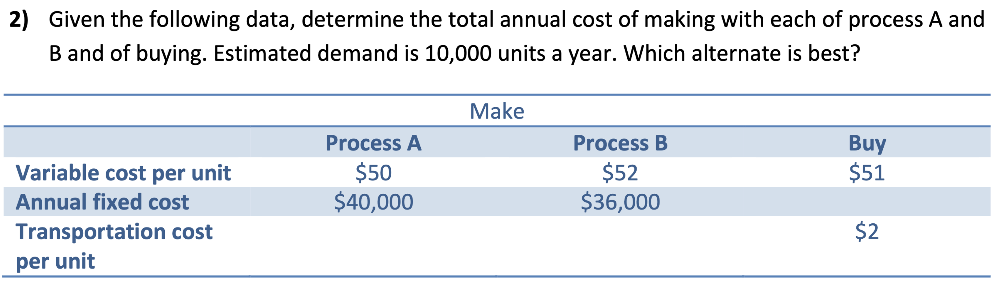 2) Given the following data, determine the total annual cost of making with each of process A and
B and of buying. Estimated demand is 10,000 units a year. Which alternate is best?
Make
Process A Process B Buy
Variable cost per unit $50 $52 $51
Annual fixed cost $40,000 $36,000
Transportation cost $2
per unit